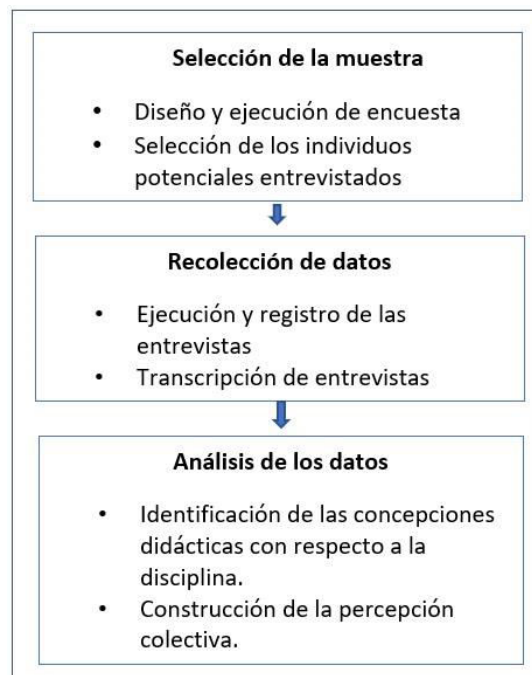 Selección de la muestra
• Diseño y ejecución de encuesta
• Selección de los individuos
potenciales entrevistados
Recolección de datos
• Ejecución y registro de las
entrevistas
• Transcripción de entrevistas
Análisis de los datos
• Identificación de las concepciones
didácticas con respecto a la
disciplina.
• Construcción de la percepción
colectiva.